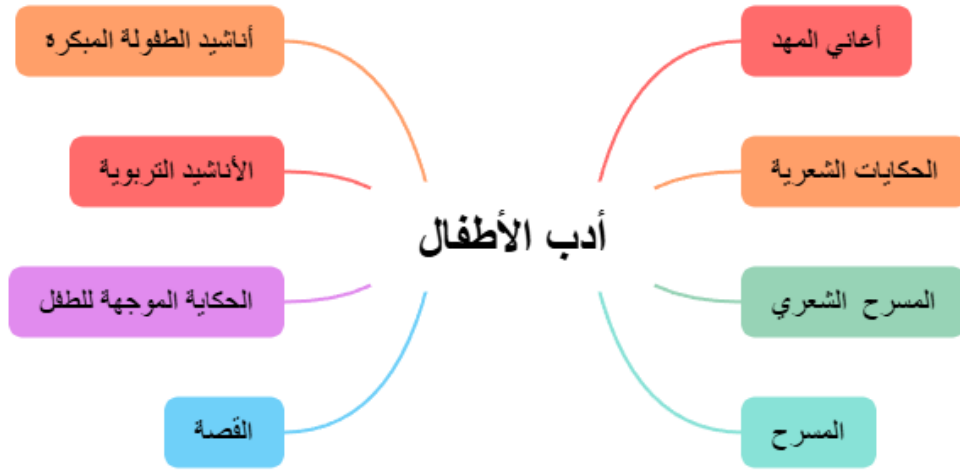 أدب الأطفال
أغاني المهد
الحكايات الشعرية
المسرح الشعري
المسرح
أناشيد الطفولة المبكره
الأناشيد التربوية
الحكاية الموجهة للطفل
القصة